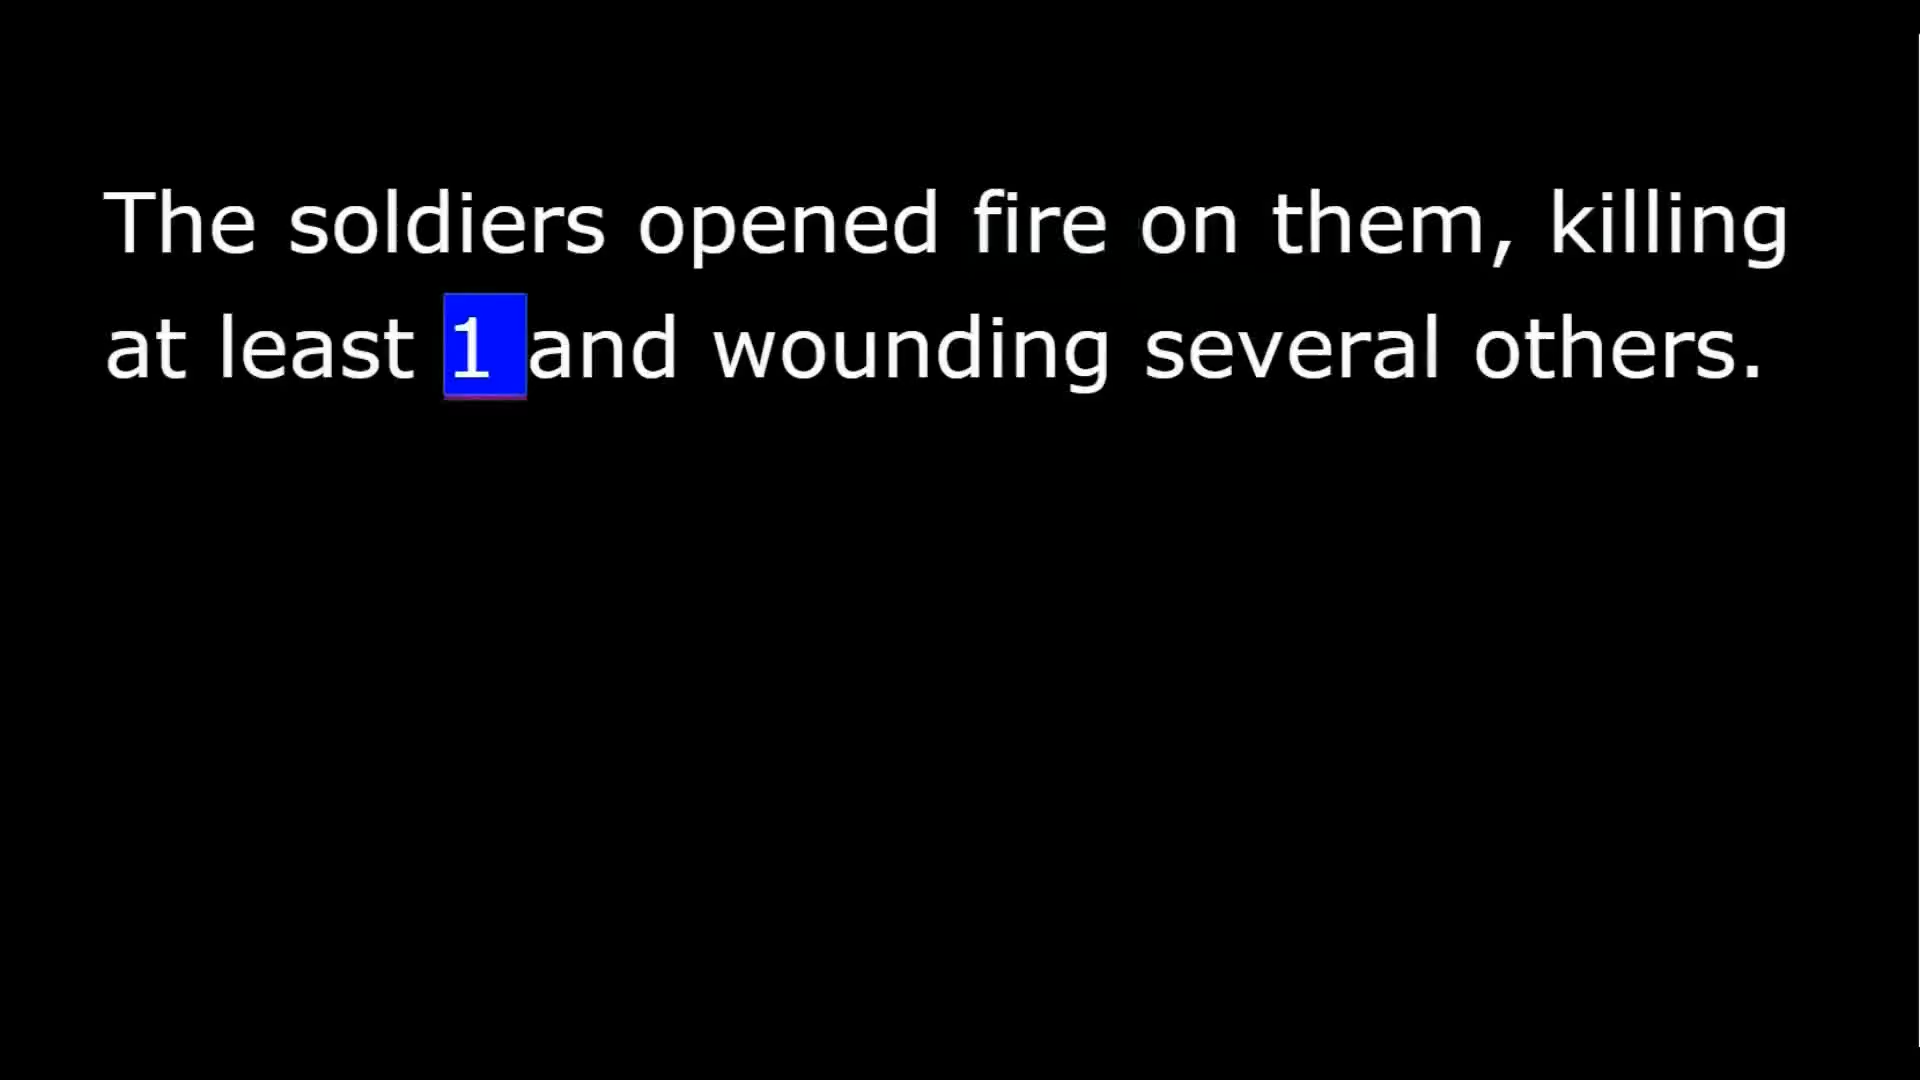 The soldiers opened fire on them, killing
at least 1 and wounding several others.